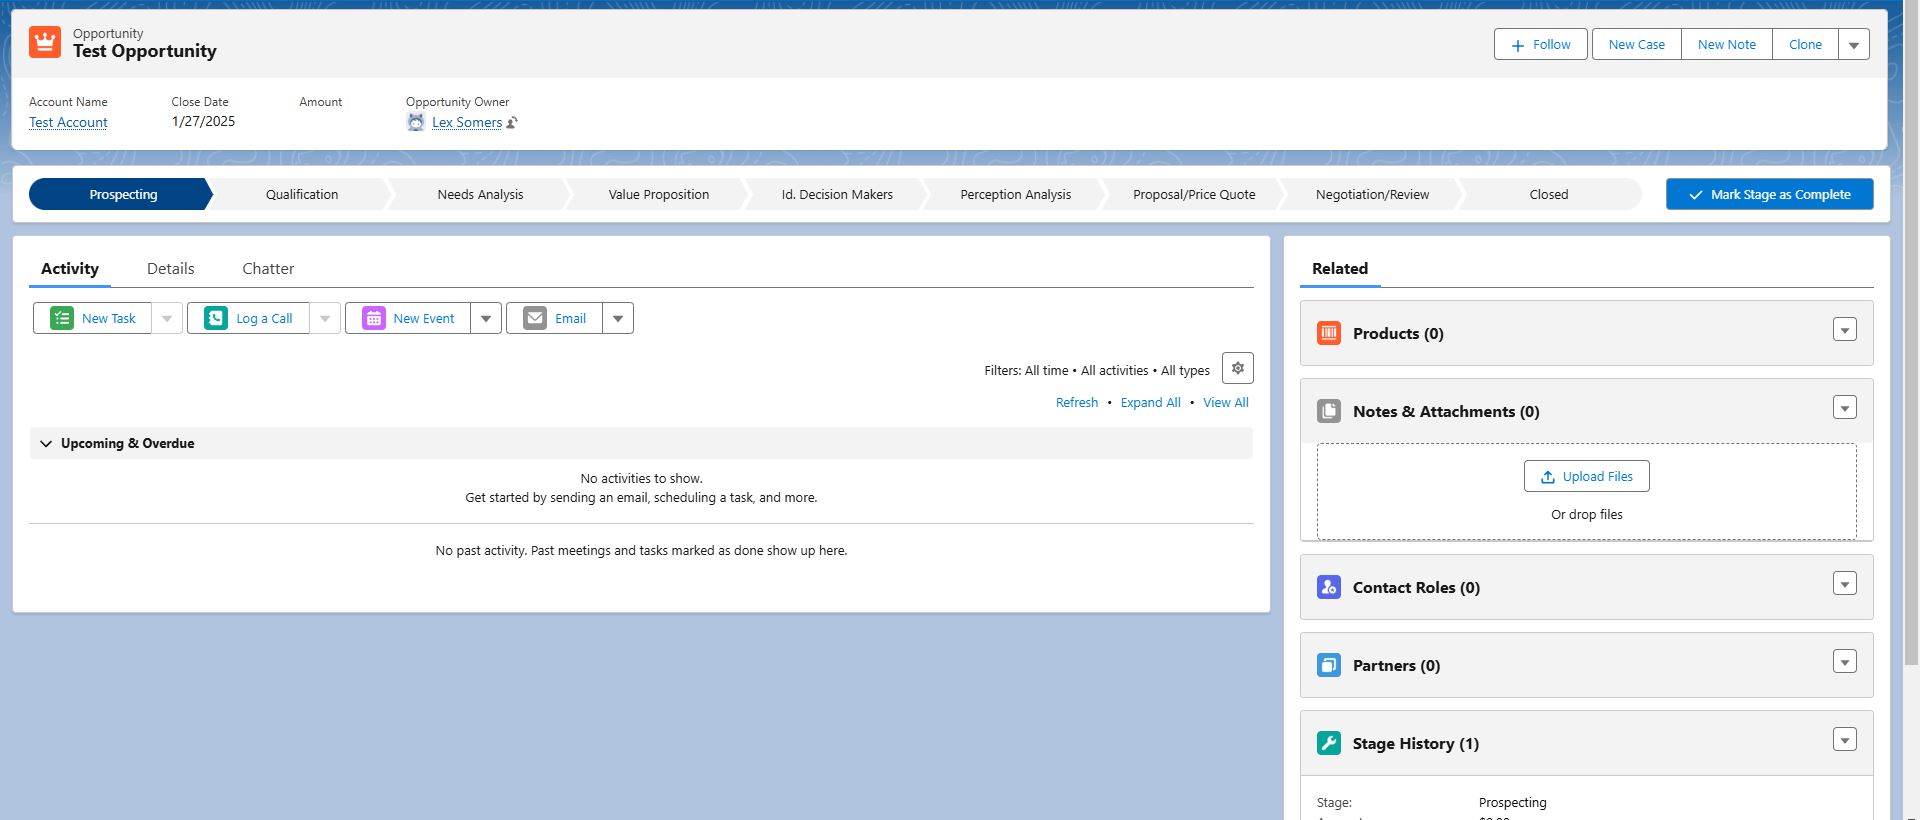 Opportunity
Test Opportunity
Follow
New Case
New Note
Clone
Account Name
Close Date
Amount
Opportunity Owner
Test Account
1/27/2025
Lex Somers
Prospecting
Qualification
Needs Analysis
Value Proposition
Id. Decision Makers
Perception Analysis
Proposal/Price Quote
Negotiation/Review
Closed
Mark Stage as Complete
Activity
Details
Chatter
New Task
Log a Call
New Event
Email
Filters: All time • All activities • All types
Refresh • Expand All • View All
Upcoming & Overdue
No activities to show.
Get started by sending an email, scheduling a task, and more.
No past activity. Past meetings and tasks marked as done show up here.
Related
Products (0)
Notes & Attachments (0)
Upload Files
Or drop files
Contact Roles (0)
Partners (0)
Stage History (1)
Stage:
Prospecting